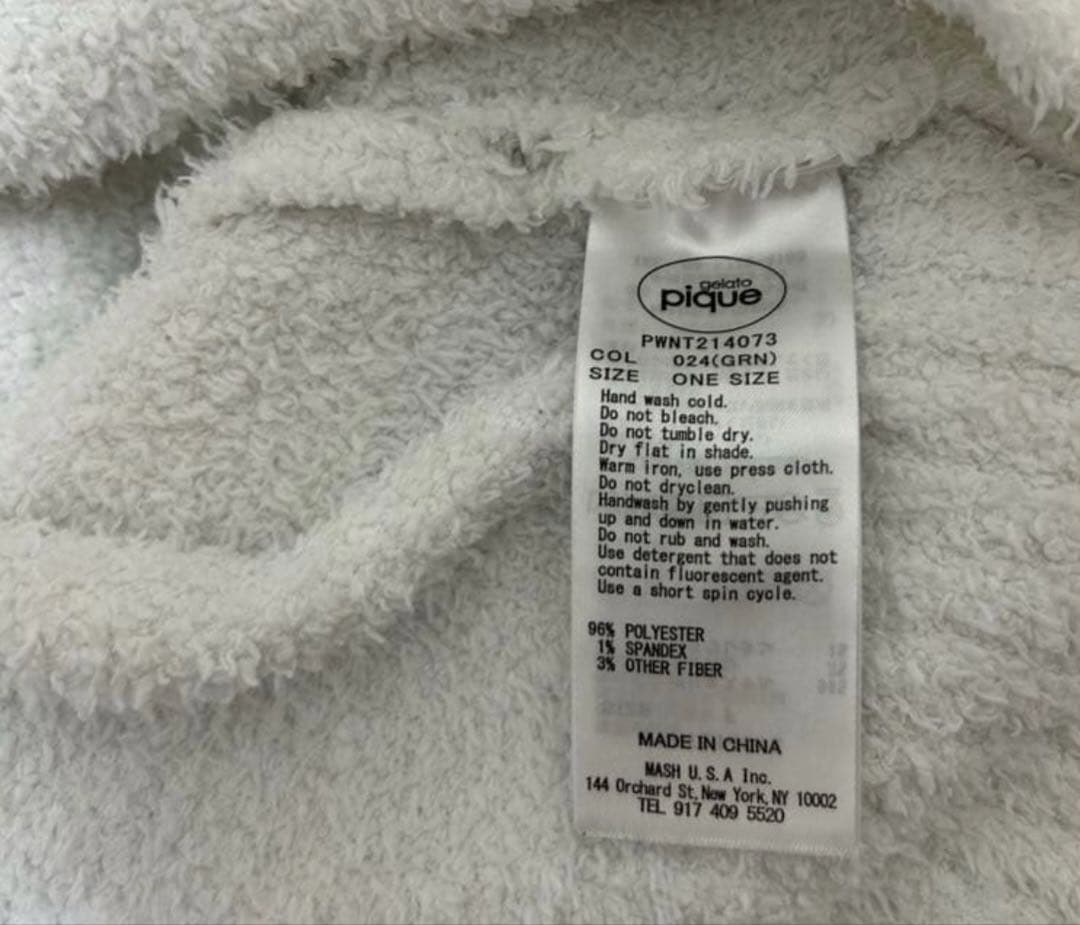 gelato
pique
PWNT214073
COL 024(GRN)
SIZE ONE SIZE
Hand wash cold.
Do not bleach.
Do not tumble dry.
Dry flat in shade.
Warm iron, use press cloth.
Do not dryclean.
Handwash by gently pushing
up and down in water.
Do not rub and wash.
Use detergent that does not
contain fluorescent agent.
Use a short spin cycle.
96% POLYESTER
1% SPANDEX
3% OTHER FIBER
MADE IN CHINA
MASH U.S.A Inc.
144 Orchard St, New York, NY 10002
TEL 917 409 5520